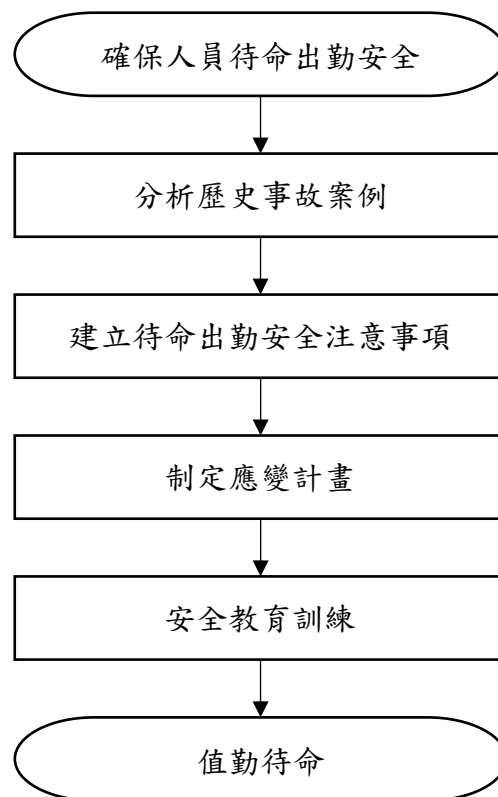 確保人員待命出勤安全
分析歷史事故案例
建立待命出勤安全注意事項
制定應變計畫
安全教育訓練
值勤待命